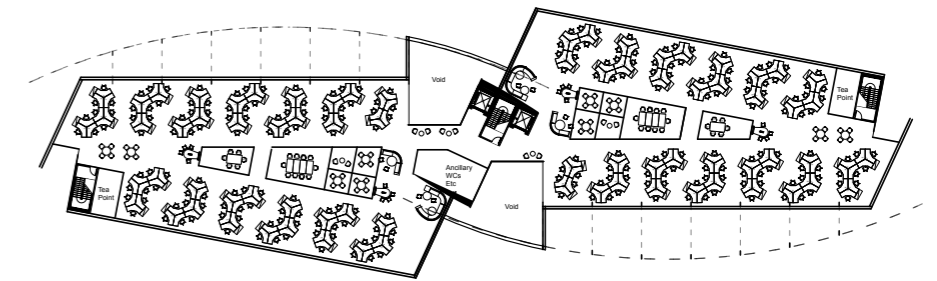 Void
Tea
Point
Ancillary
WCs
Etc
Tea
Point
Void